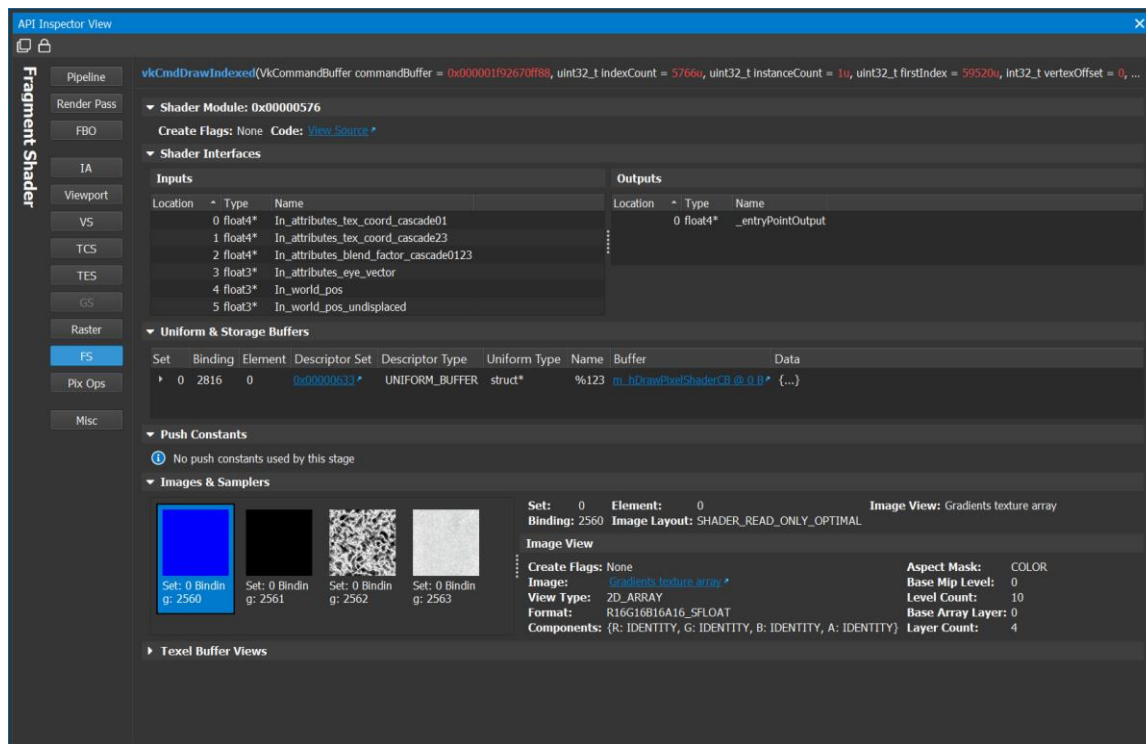 API Inspector View
Fragment Shader
Pipeline
Render Pass
FBO
IA
Viewport
VS
TCS
TES
GS
Raster
FS
Pix Ops
Misc
vkCmdDrawIndexed(VkCommandBuffer commandBuffer = 0x000001f92670ff88, uint32_t indexCount = 5766u, uint32_t instanceCount = 1u, uint32_t firstIndex = 59520u, int32_t vertexOffset = 0, ...
Shader Module: 0x00000576
Create Flags: None Code: View Source
Shader Interfaces
Inputs
Location Type Name
0 float4* In_attributes_tex_coord_cascade01
1 float4* In_attributes_tex_coord_cascade23
2 float4* In_attributes_blend_factor_cascade0123
3 float3* In_attributes_eye_vector
4 float3* In_world_pos
5 float3* In_world_pos_undisplaced
Outputs
Location Type Name
0 float4* _entryPointOutput
Uniform & Storage Buffers
Set Binding Element Descriptor Set Descriptor Type Uniform Type Name Buffer Data
0 2816 0 0x00000633 UNIFORM_BUFFER struct* %123 m_hDrawPixelShaderCB @ 0 B {...}
Push Constants
No push constants used by this stage
Images & Samplers
Set: 0 Bindin
g: 2560
Set: 0 Bindin
g: 2561
Set: 0 Bindin
g: 2562
Set: 0 Bindin
g: 2563
Set: 0 Element: 0 Image View: Gradients texture array
Binding: 2560 Image Layout: SHADER_READ_ONLY_OPTIMAL
Image View
Create Flags: None Aspect Mask: COLOR
Image: Gradients texture array Base Mip Level: 0
View Type: 2D_ARRAY Level Count: 10
Format: R16G16B16A16_SFLOAT Base Array Layer: 0
Components: {R: IDENTITY, G: IDENTITY, B: IDENTITY, A: IDENTITY} Layer Count: 4
Texel Buffer Views